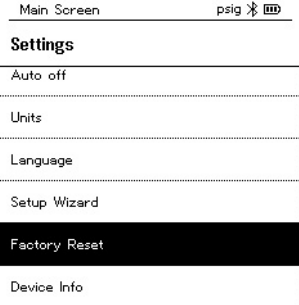 Main Screen psig
Settings
Auto off
Units
Language
Setup Wizard
Factory Reset
Device Info